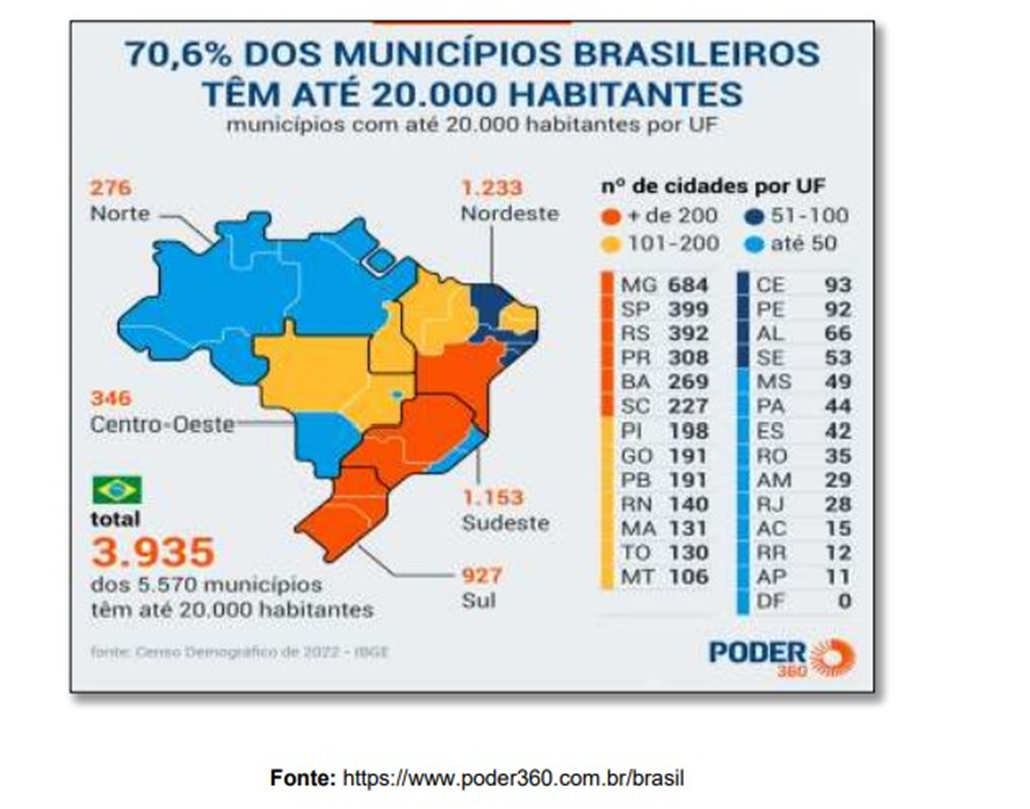 70,6% DOS MUNICÍPIOS BRASILEIROS
TÊM ATÉ 20.000 HABITANTES
municípios com até 20.000 habitantes por UF
276
Norte
1.233
Nordeste
346
Centro-Oeste
1.153
Sudeste
927
Sul
total
3.935
dos 5.570 municípios
têm até 20.000 habitantes
fonte: Censo Demográfico de 2022 - IBGE
nº de cidades por UF
+ de 200
51-100
101-200
até 50
MG 684
SP 399
RS 392
PR 308
BA 269
SC 227
PI 198
GO 191
PB 191
RN 140
MA 131
TO 130
MT 106
CE 93
PE 92
AL 66
SE 53
MS 49
PA 44
ES 42
RO 35
AM 29
RJ 28
AC 15
RR 12
AP 11
DF 0
PODER
360
Fonte: https://www.poder360.com.br/brasil